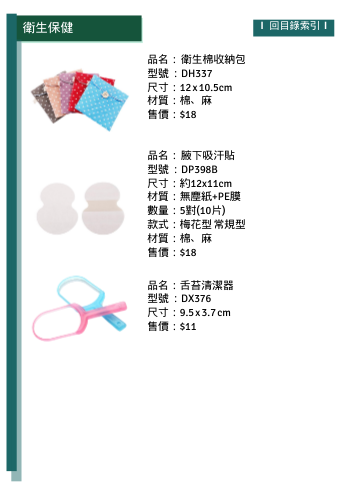 衛生保健
I 回目錄索引 I
品名：衛生棉收納包
型號：DH337
尺寸：12x10.5cm
材質：棉、麻
售價：$18
品名：腋下吸汗貼
型號：DP398B
尺寸：約12x11cm
材質：無塵紙+PE膜
數量：5對(10片)
款式：梅花型 常規型
材質：棉、麻
售價：$18
品名：舌苔清潔器
型號：DX376
尺寸：9.5x3.7cm
售價：$11